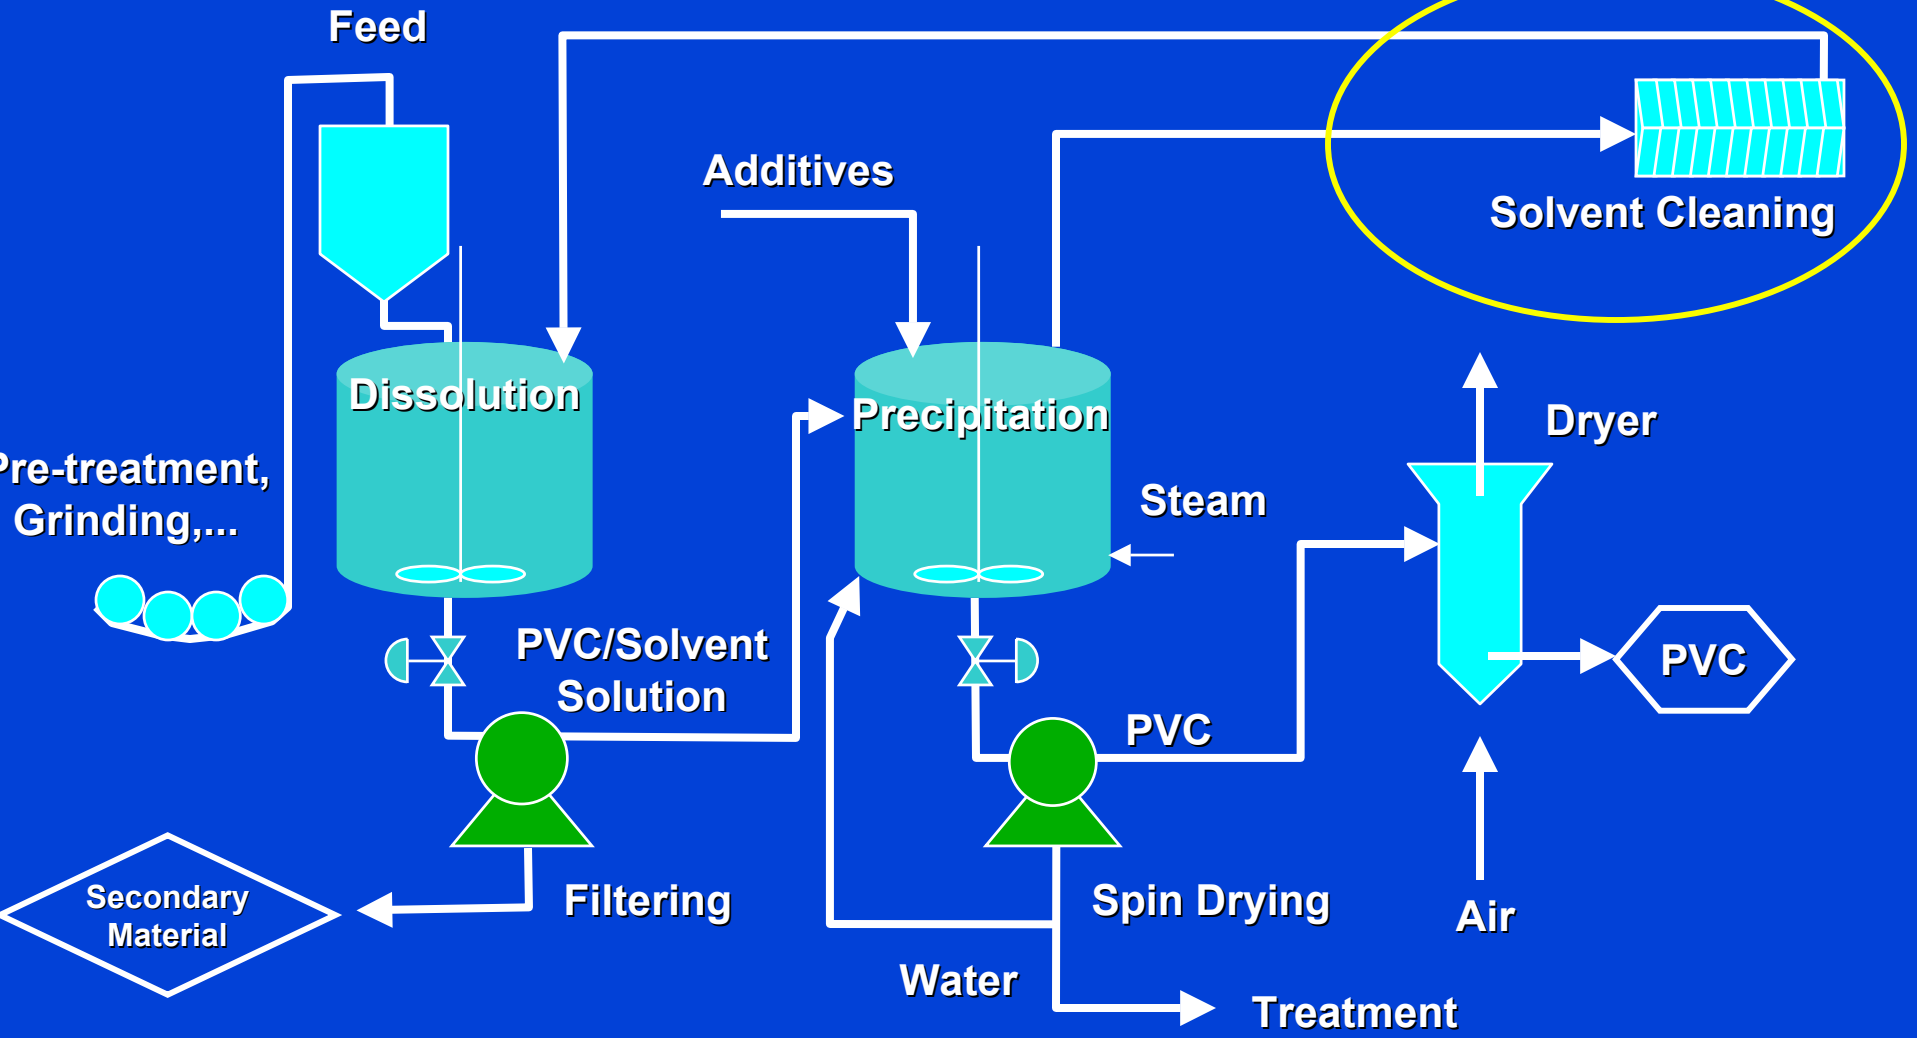 Feed
Additives
Solvent Cleaning
Dissolution
Precipitation
Dryer
Pre-treatment,
Grinding,...
Steam
PVC/Solvent
Solution
PVC
PVC
Secondary
Material
Filtering
Spin Drying
Air
Water
Treatment